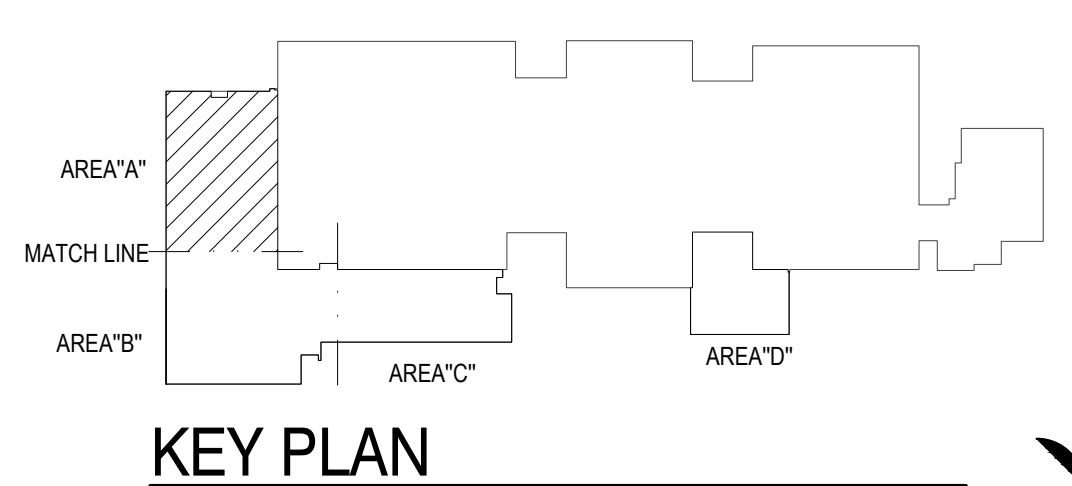 AREA"A"
MATCH LINE
AREA"B"
AREA"C"
AREA"D"
KEY PLAN